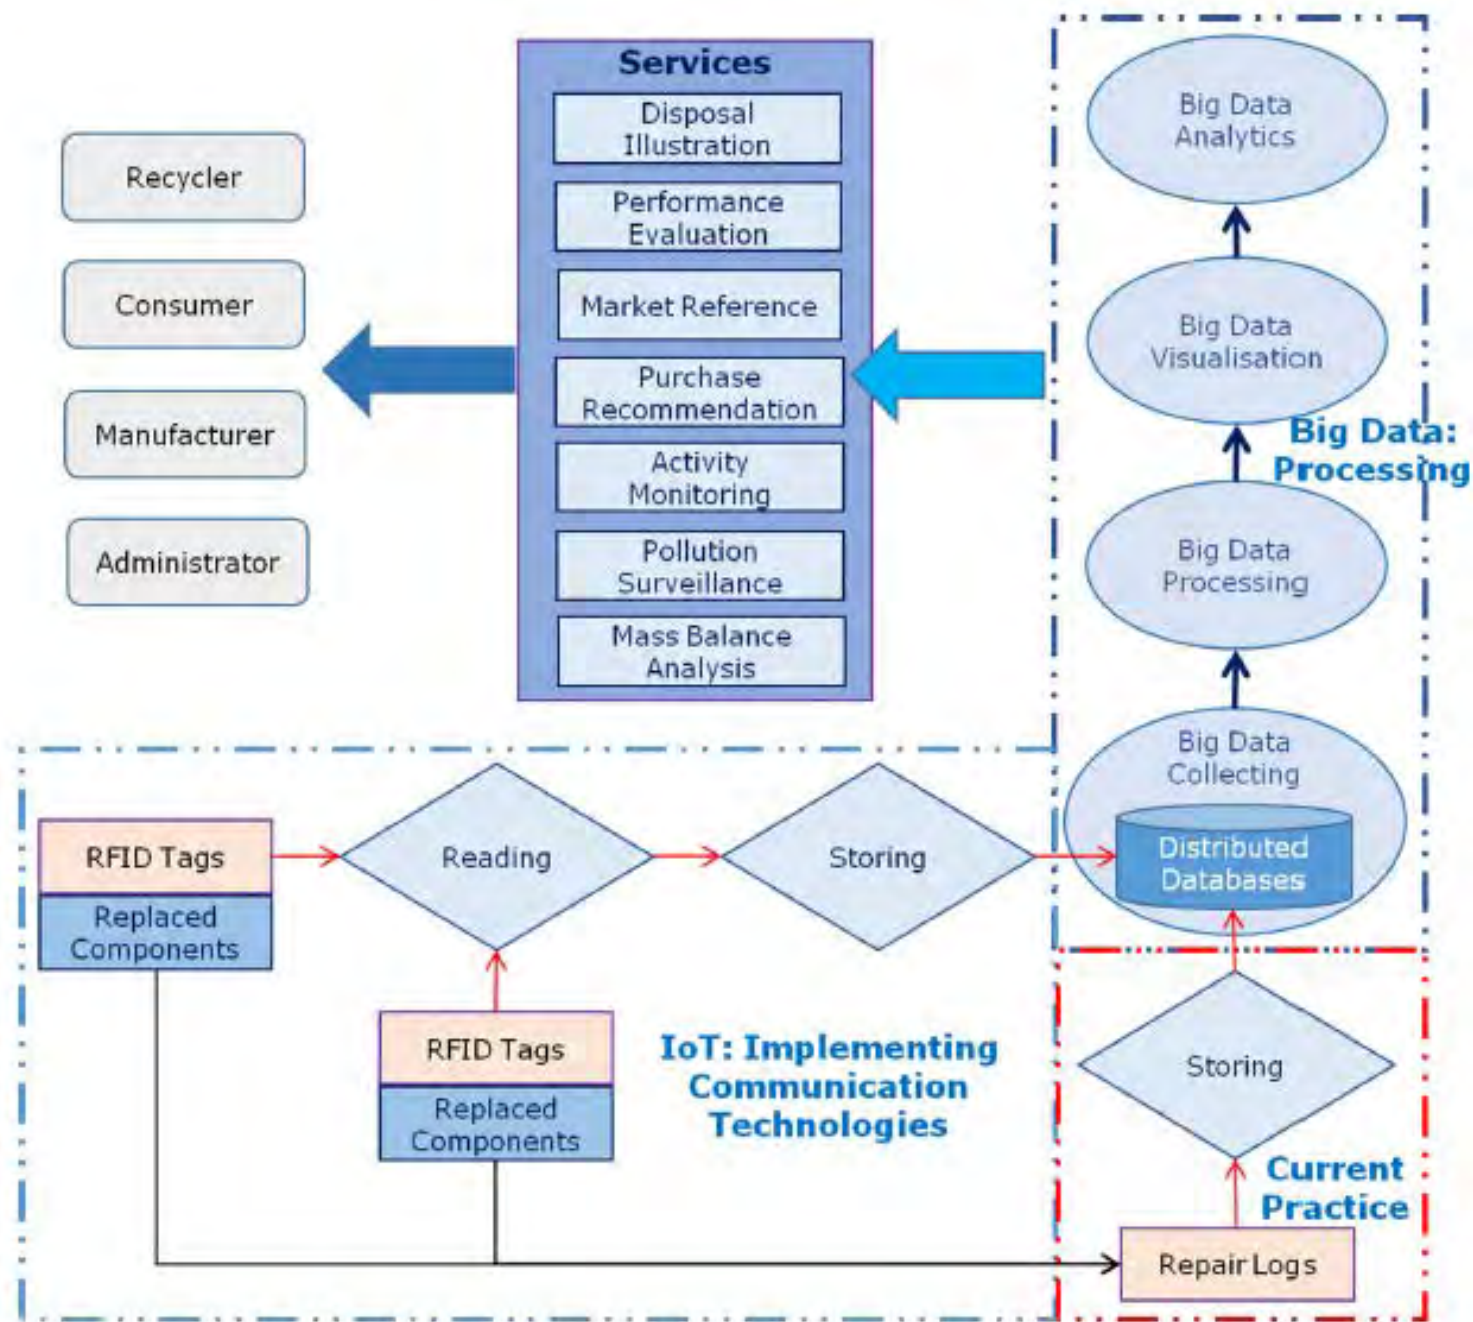 Services
Disposal
Illustration
Performance
Evaluation
Market Reference
Purchase
Recommendation
Activity
Monitoring
Pollution
Surveillance
Mass Balance
Analysis
Recycler
Consumer
Manufacturer
Administrator
Big Data
Analytics
Big Data
Visualisation
Big Data:
Processing
Big Data
Processing
Big Data
Collecting
Distributed
Databases
RFID Tags
Replaced
Components
Reading
Storing
RFID Tags
Replaced
Components
IoT: Implementing
Communication
Technologies
Storing
Current
Practice
Repair Logs